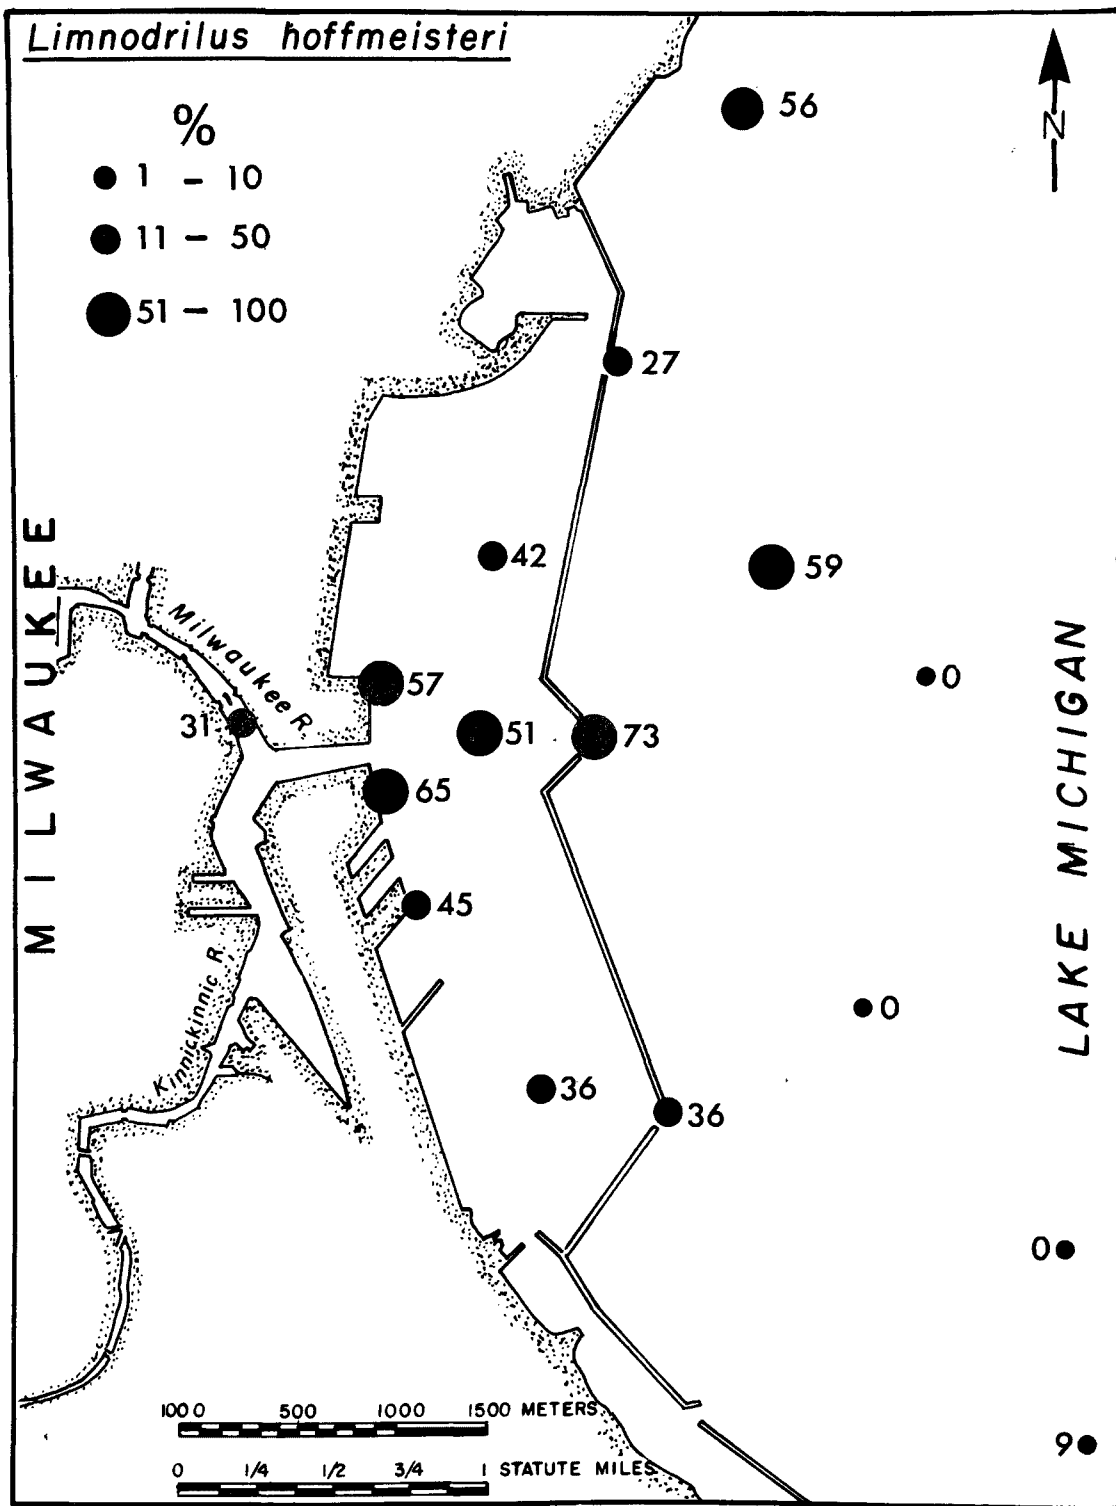 Limnodrilus hoffmeisteri
%
1 - 10
11 - 50
51 - 100
N
56
27
42
59
MILWAUKEE
Milwaukee R.
57
0
31
51
73
65
LAKE MICHIGAN
45
Kinnickinnic R.
0
36
36
0
1000 500 1000 1500 METERS
9
0 1/4 1/2 3/4 1 STATUTE MILES